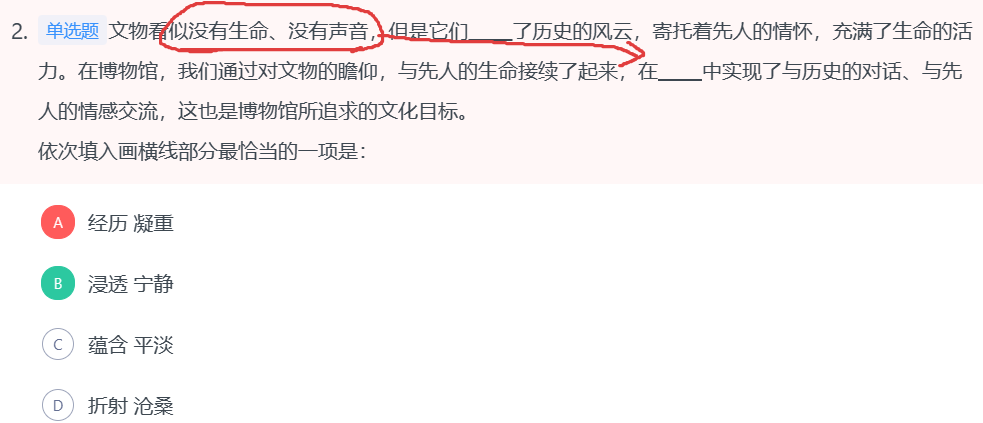 2. 单选题 文物看似没有生命、没有声音，但是它们____了历史的风云，寄托着先人的情怀，充满了生命的活
力。在博物馆，我们通过对文物的瞻仰，与先人的生命接续了起来，在____中实现了与历史的对话、与先
人的情感交流，这也是博物馆所追求的文化目标。
依次填入画横线部分最恰当的一项是：
A 经历 凝重
B 浸透 宁静
C 蕴含 平淡
D 折射 沧桑